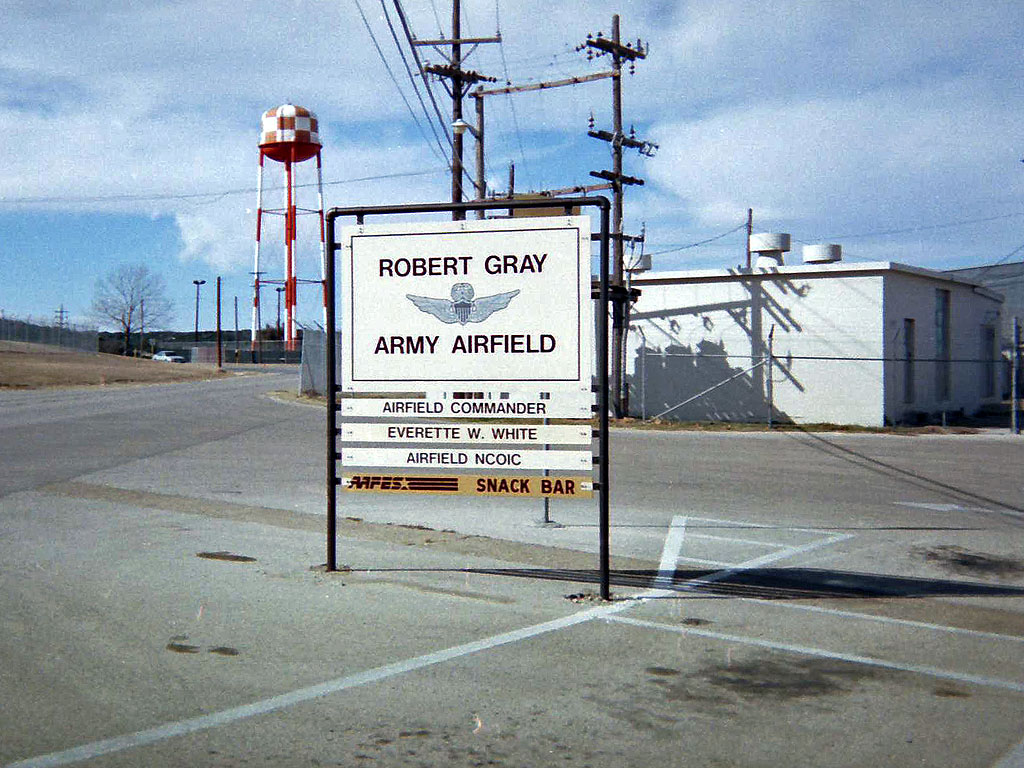 ROBERT GRAY
ARMY AIRFIELD
AIRFIELD COMMANDER
EVERETTE W. WHITE
AIRFIELD NCOIC
AAFES SNACK BAR